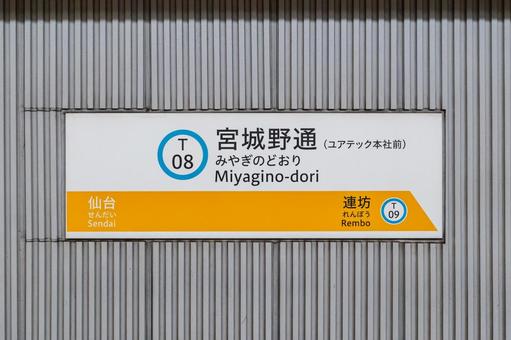 T
08
宮城野通(ユアテック本社前)
みやぎのどおり
Miyagino-dori
仙台
せんだい
Sendai
連坊
れんぼう
Rembo
T
09